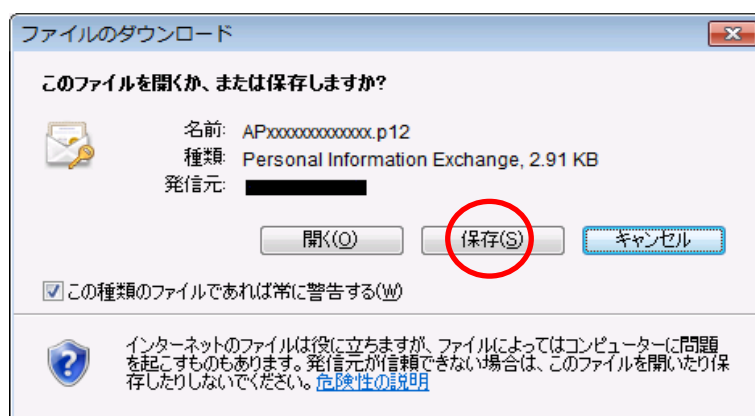 ファイルのダウンロード
このファイルを開くか、または保存しますか?
名前: APxxxxxxxxxxxxx.p12
種類: Personal Information Exchange, 2.91 KB
発信元:
開く(O) 保存(S) キャンセル
この種類のファイルであれば常に警告する(W)
インターネットのファイルは役に立ちますが、ファイルによってはコンピューターに問題
を起こすものもあります。発信元が信頼できない場合は、このファイルを開いたり保
存したりしないでください。危険性の説明